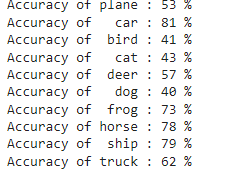 Accuracy of plane : 53 %
Accuracy of   car : 81 %
Accuracy of  bird : 41 %
Accuracy of   cat : 43 %
Accuracy of  deer : 57 %
Accuracy of   dog : 40 %
Accuracy of  frog : 73 %
Accuracy of horse : 78 %
Accuracy of  ship : 79 %
Accuracy of truck : 62 %